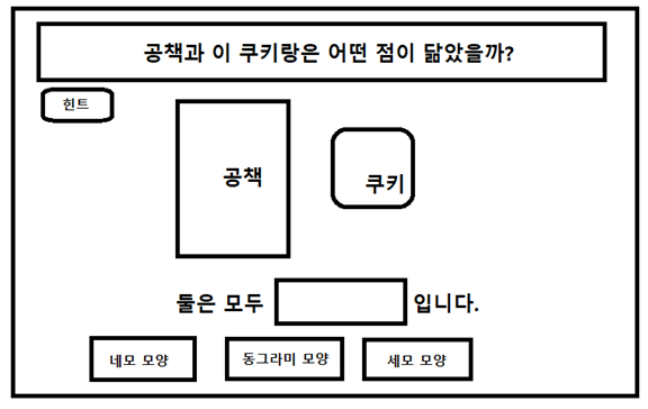 공책과 이 쿠키랑은 어떤 점이 닮았을까?
힌트
공책
쿠키
둘은 모두 입니다.
네모 모양 동그라미 모양 세모 모양